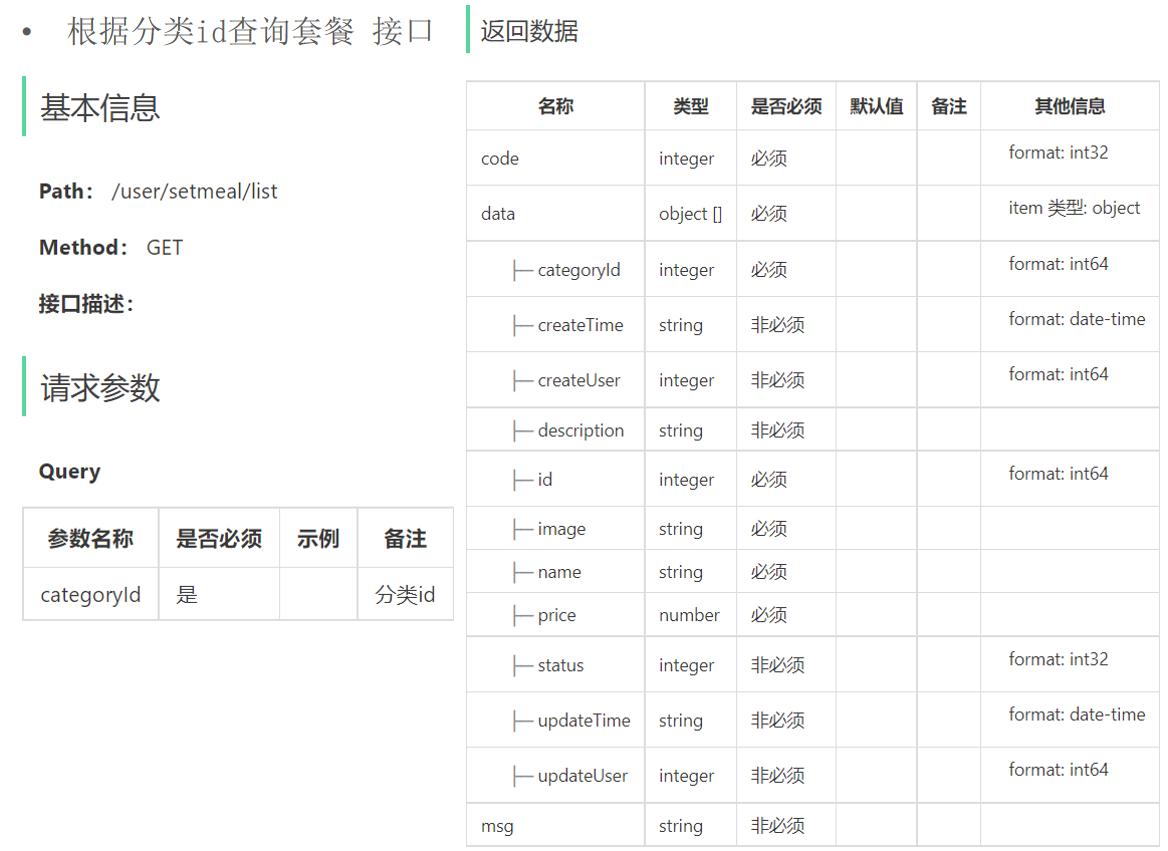 • 根据分类id查询套餐 接口
基本信息
Path： /user/setmeal/list
Method： GET
接口描述：
请求参数
Query
参数名称 是否必须 示例 备注
categoryId 是 分类id
返回数据
名称 类型 是否必须 默认值 备注 其他信息
code integer 必须 format: int32
data object [] 必须 item 类型: object
├─ categoryId integer 必须 format: int64
├─ createTime string 非必须 format: date-time
├─ createUser integer 非必须 format: int64
├─ description string 非必须
├─ id integer 必须 format: int64
├─ image string 必须
├─ name string 必须
├─ price number 必须
├─ status integer 非必须 format: int32
├─ updateTime string 非必须 format: date-time
├─ updateUser integer 非必须 format: int64
msg string 非必须